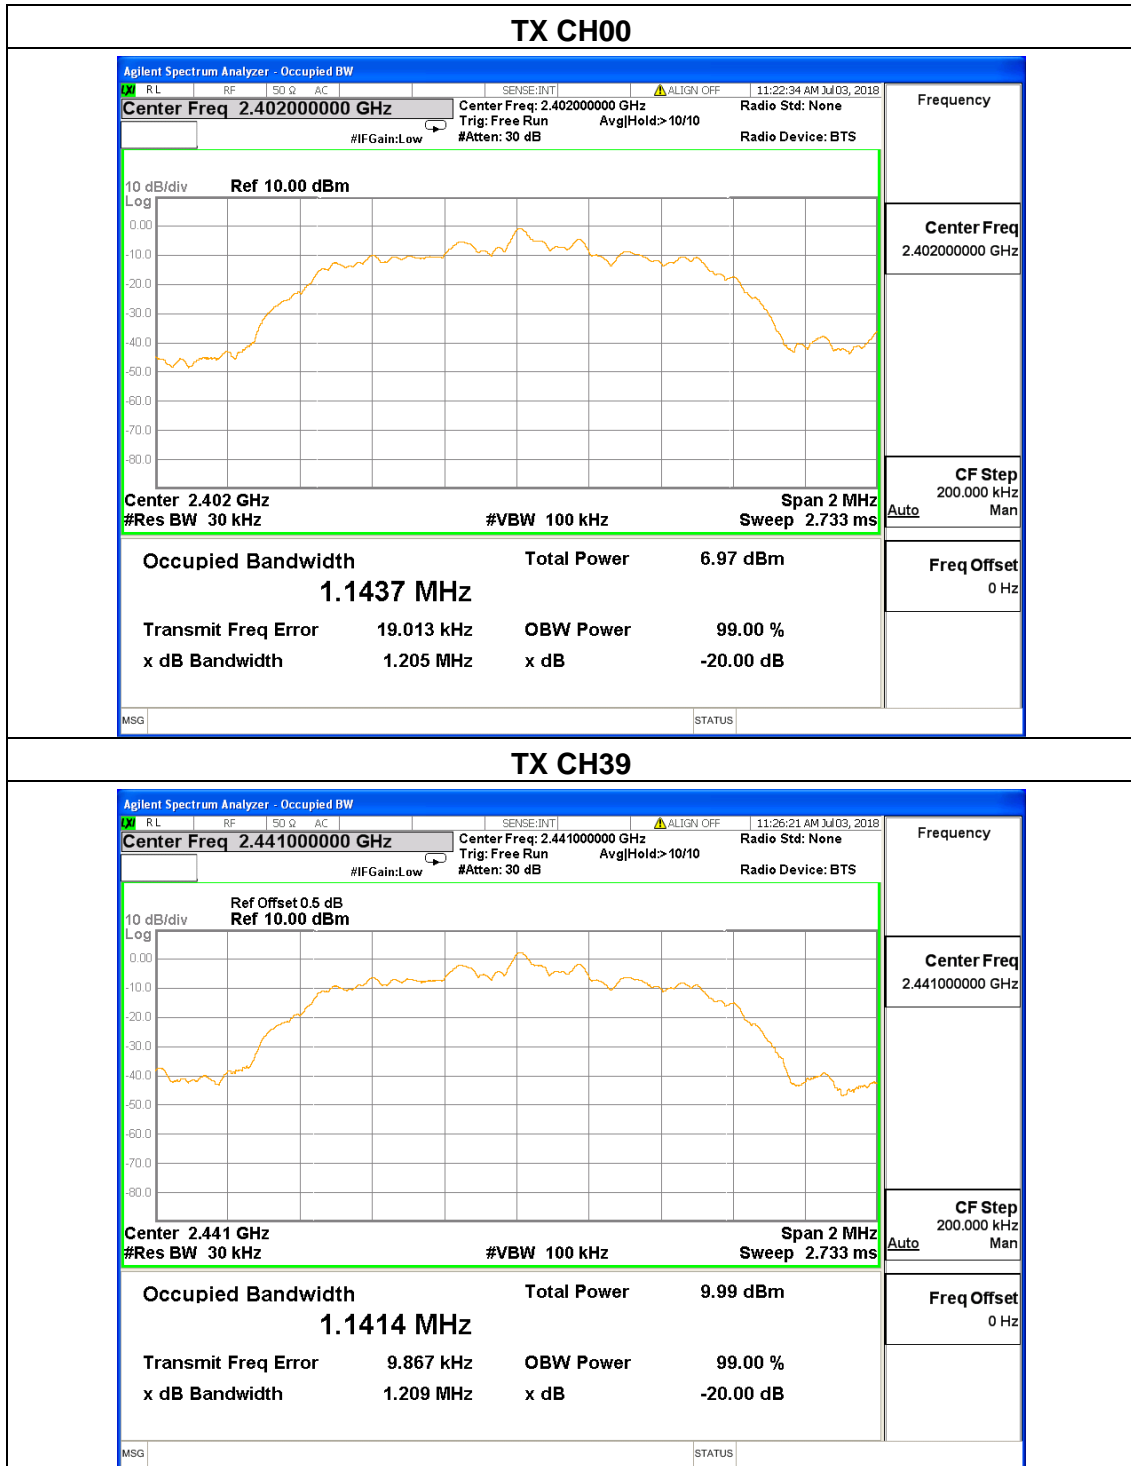 TX CH00
Agilent Spectrum Analyzer - Occupied BW
LXI RL RF 50 Ω AC SENSE:INT ALIGN OFF 11:22:34 AM Jul 03, 2018
Center Freq 2.402000000 GHz
Center Freq: 2.402000000 GHz
Radio Std: None
Frequency
Trig: Free Run Avg|Hold:> 10/10
#IFGain:Low #Atten: 30 dB Radio Device: BTS
10 dB/div Ref 10.00 dBm
Log
0.00
-10.0
-20.0
-30.0
-40.0
-50.0
-60.0
-70.0
-80.0
Center Freq
2.402000000 GHz
Center 2.402 GHz Span 2 MHz
#Res BW 30 kHz #VBW 100 kHz Sweep 2.733 ms
CF Step
200.000 kHz
Auto Man
Occupied Bandwidth Total Power 6.97 dBm
1.1437 MHz
Transmit Freq Error 19.013 kHz OBW Power 99.00 %
x dB Bandwidth 1.205 MHz x dB -20.00 dB
Freq Offset
0 Hz
MSG STATUS
TX CH39
Agilent Spectrum Analyzer - Occupied BW
LXI RL RF 50 Ω AC SENSE:INT ALIGN OFF 11:26:21 AM Jul 03, 2018
Center Freq 2.441000000 GHz
Center Freq: 2.441000000 GHz
Radio Std: None
Frequency
Trig: Free Run Avg|Hold:> 10/10
#IFGain:Low #Atten: 30 dB Radio Device: BTS
Ref Offset 0.5 dB
10 dB/div Ref 10.00 dBm
Log
0.00
-10.0
-20.0
-30.0
-40.0
-50.0
-60.0
-70.0
-80.0
Center Freq
2.441000000 GHz
Center 2.441 GHz Span 2 MHz
#Res BW 30 kHz #VBW 100 kHz Sweep 2.733 ms
CF Step
200.000 kHz
Auto Man
Occupied Bandwidth Total Power 9.99 dBm
1.1414 MHz
Transmit Freq Error 9.867 kHz OBW Power 99.00 %
x dB Bandwidth 1.209 MHz x dB -20.00 dB
Freq Offset
0 Hz
MSG STATUS